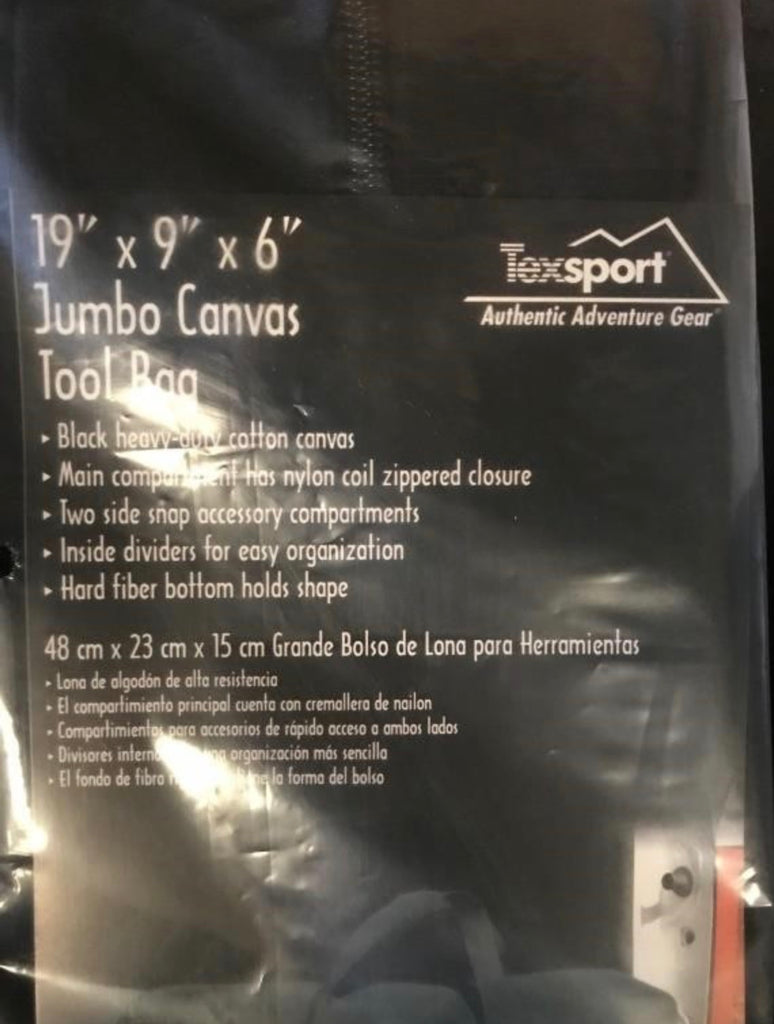 19" x 9" x 6"
Jumbo Canvas
Tool Bag
Texsport
Authentic Adventure Gear
▸ Black heavy-duty cotton canvas
▸ Main compartment has nylon coil zippered closure
▸ Two side snap accessory compartments
▸ Inside dividers for easy organization
▸ Hard fiber bottom holds shape
48 cm x 23 cm x 15 cm Grande Bolso de Lona para Herramientas
▸ Lona de algodón de alta resistencia
▸ El compartimiento principal cuenta con cremallera de nailon
▸ Compartimientos para accesorios de rápido acceso a ambos lados
▸ Divisores organización más sencilla
▸ El fondo de fibra la forma del bolso